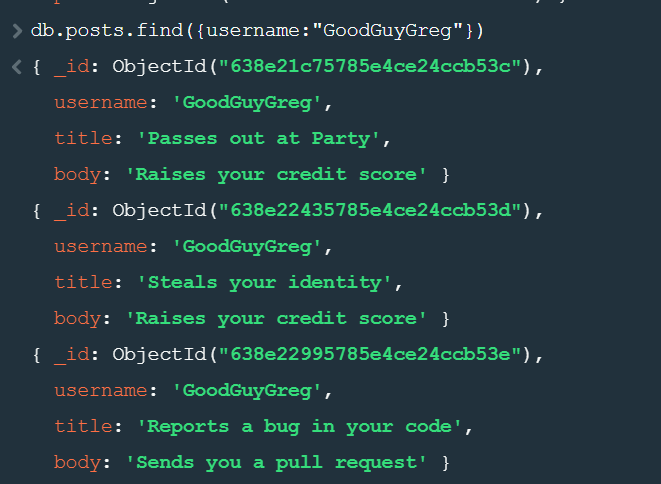 > db.posts.find({username:"GoodGuyGreg"})
< { _id: ObjectId("638e21c75785e4ce24ccb53c"),
username: 'GoodGuyGreg',
title: 'Passes out at Party',
body: 'Raises your credit score' }
{ _id: ObjectId("638e22435785e4ce24ccb53d"),
username: 'GoodGuyGreg',
title: 'Steals your identity',
body: 'Raises your credit score' }
{ _id: ObjectId("638e22995785e4ce24ccb53e"),
username: 'GoodGuyGreg',
title: 'Reports a bug in your code',
body: 'Sends you a pull request' }